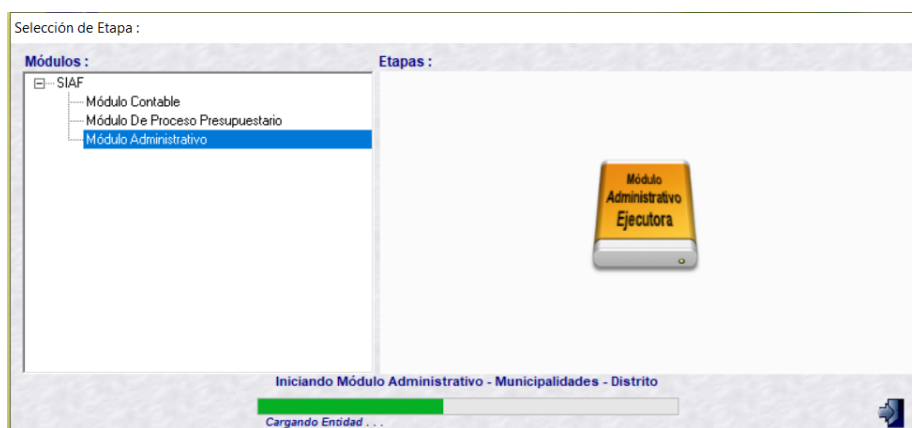 Selección de Etapa :
Módulos :
Etapas :
SIAF
Módulo Contable
Módulo De Proceso Presupuestario
Módulo Administrativo
Módulo
Administrativo
Ejecutora
Iniciando Módulo Administrativo - Municipalidades - Distrito
Cargando Entidad . . .